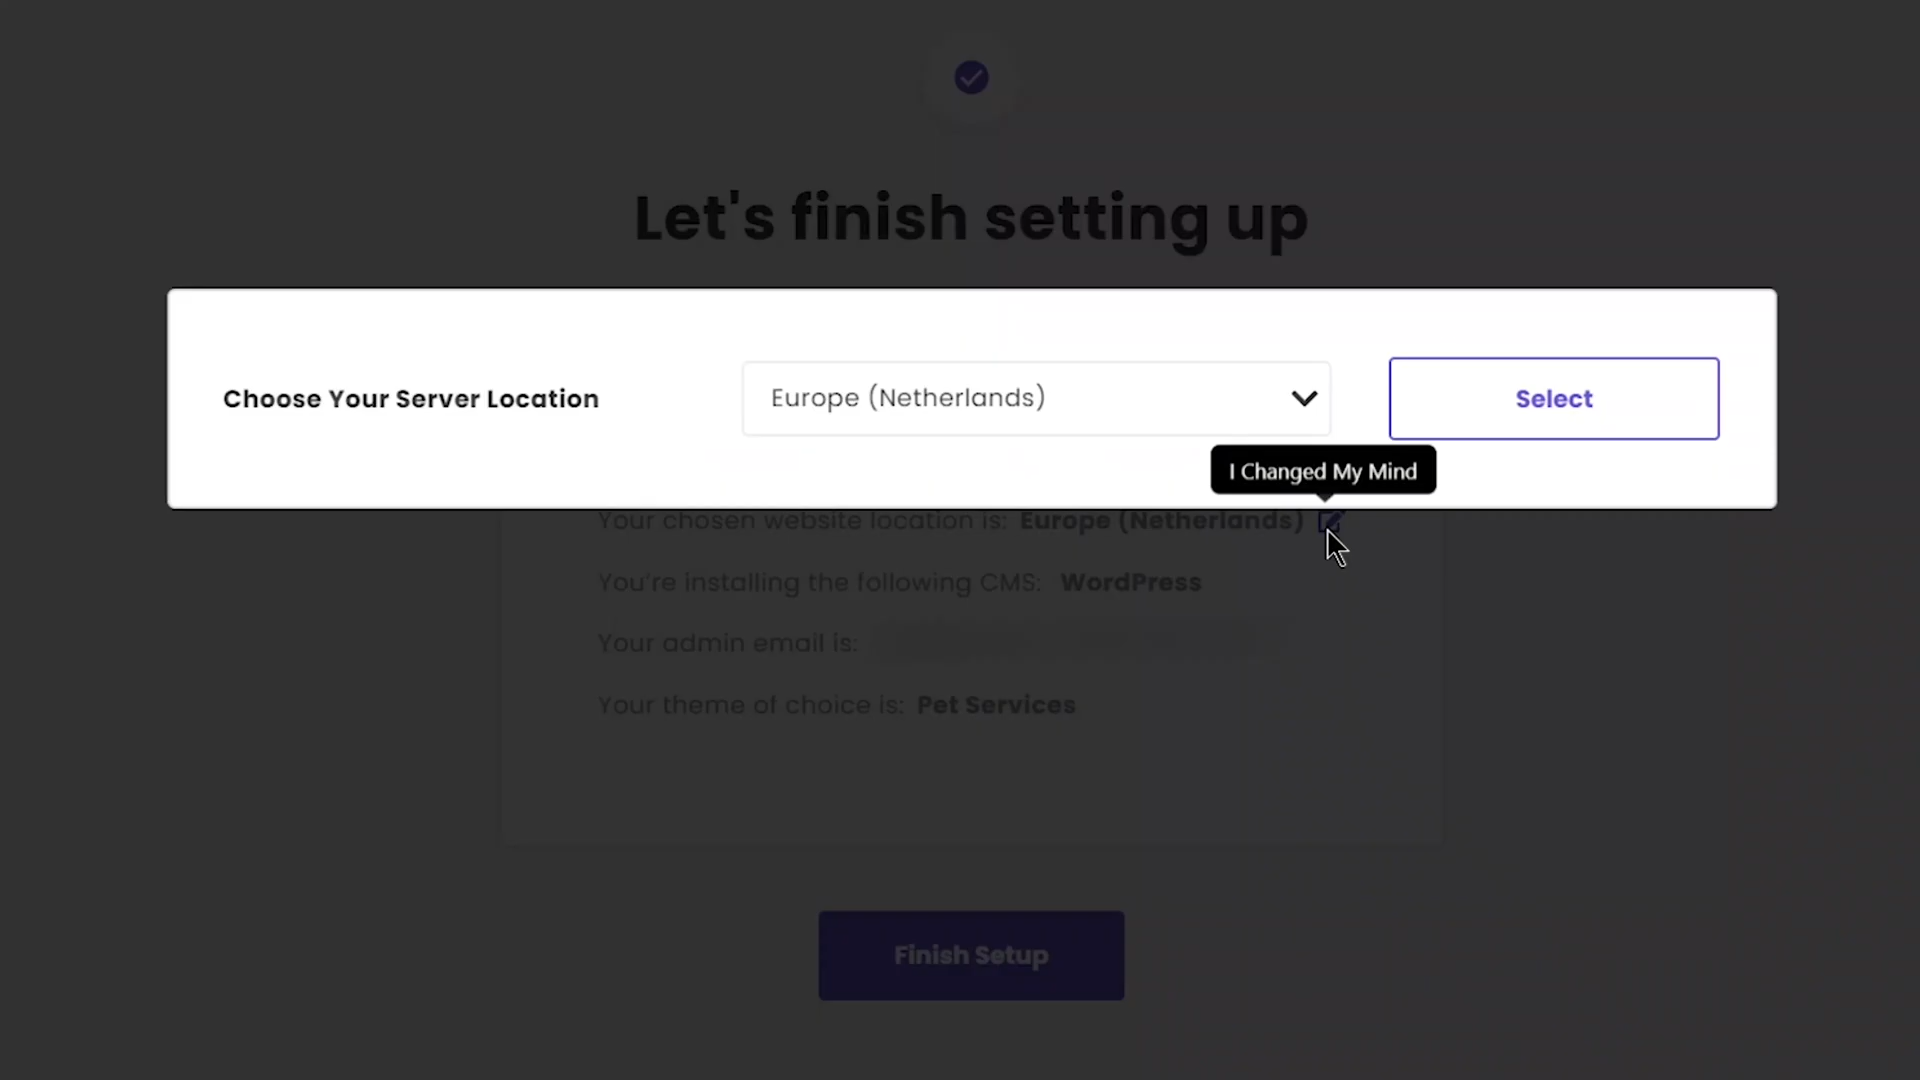 Let's finish setting up
Choose Your Server Location
Europe (Netherlands)
Select
I Changed My Mind
Your chosen website location is: Europe (Netherlands)
You're installing the following CMS: WordPress
Your admin email is:
Your theme of choice is: Pet Services
Finish Setup